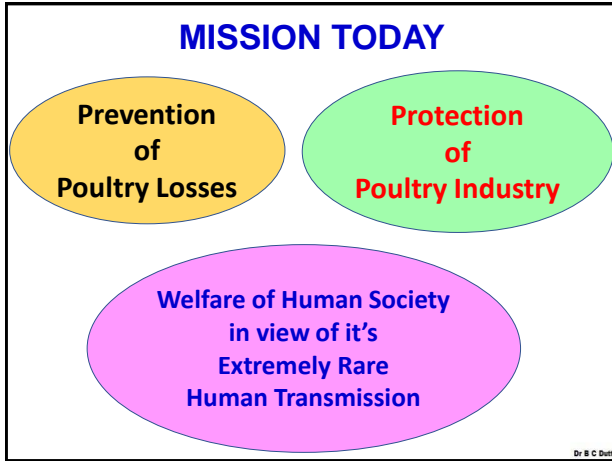 MISSION TODAY
Prevention
of
Poultry Losses
Protection
of
Poultry Industry
Welfare of Human Society
in view of it's
Extremely Rare
Human Transmission
Dr B C